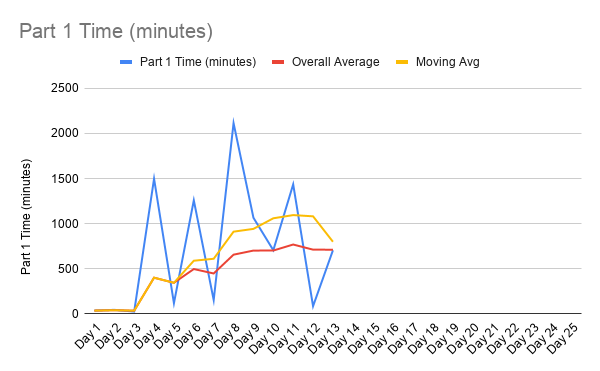 Part 1 Time (minutes)
Part 1 Time (minutes) Overall Average Moving Avg
Part 1 Time (minutes)
2500
2000
1500
1000
500
0
Day 1 Day 2 Day 3 Day 4 Day 5 Day 6 Day 7 Day 8 Day 9 Day 10 Day 11 Day 12 Day 13 Day 14 Day 15 Day 16 Day 17 Day 18 Day 19 Day 20 Day 21 Day 22 Day 23 Day 24 Day 25